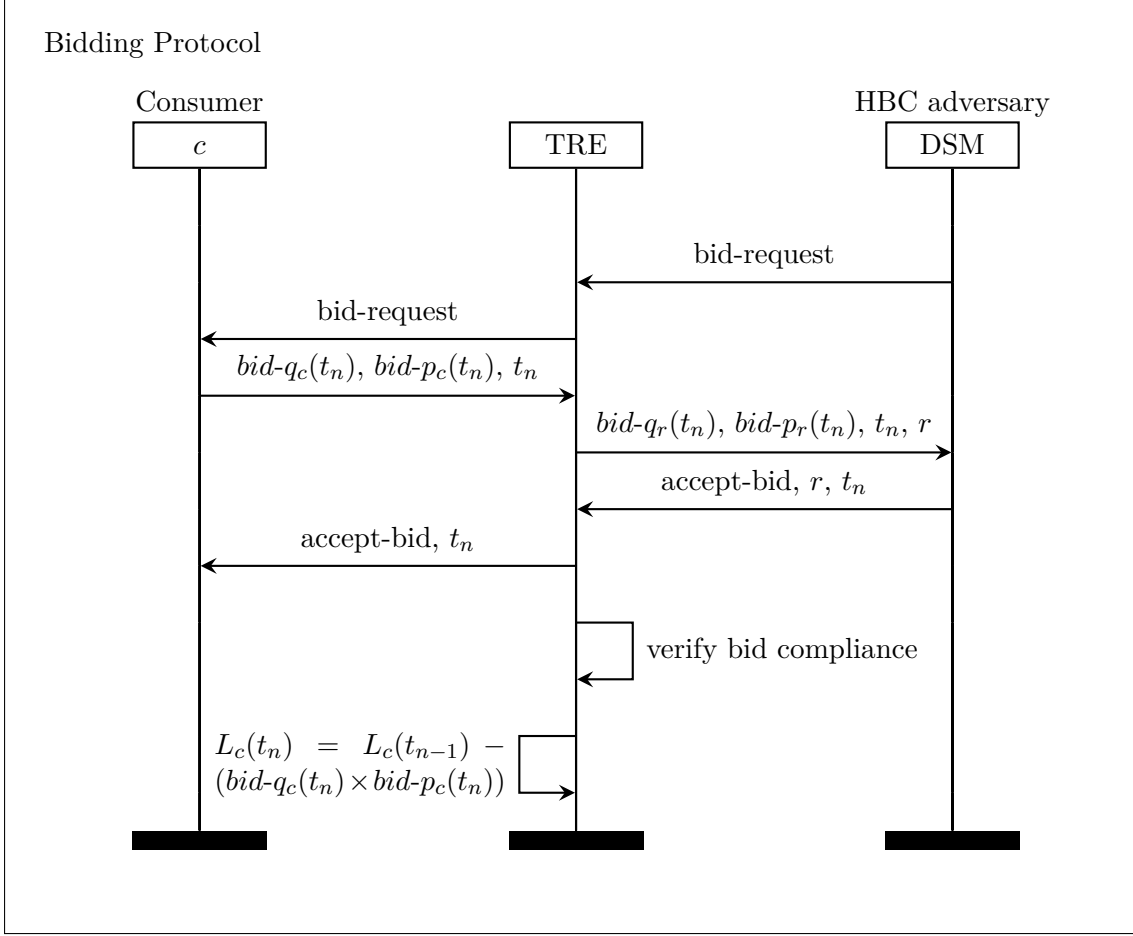 Bidding Protocol
Consumer
HBC adversary
c
TRE
DSM
bid-request
bid-request
bid-q_c(t_n), bid-p_c(t_n), t_n
bid-q_r(t_n), bid-p_r(t_n), t_n, r
accept-bid, r, t_n
accept-bid, t_n
verify bid compliance
L_c(t_n) = L_c(t_{n−1}) −
(bid-q_c(t_n)×bid-p_c(t_n))